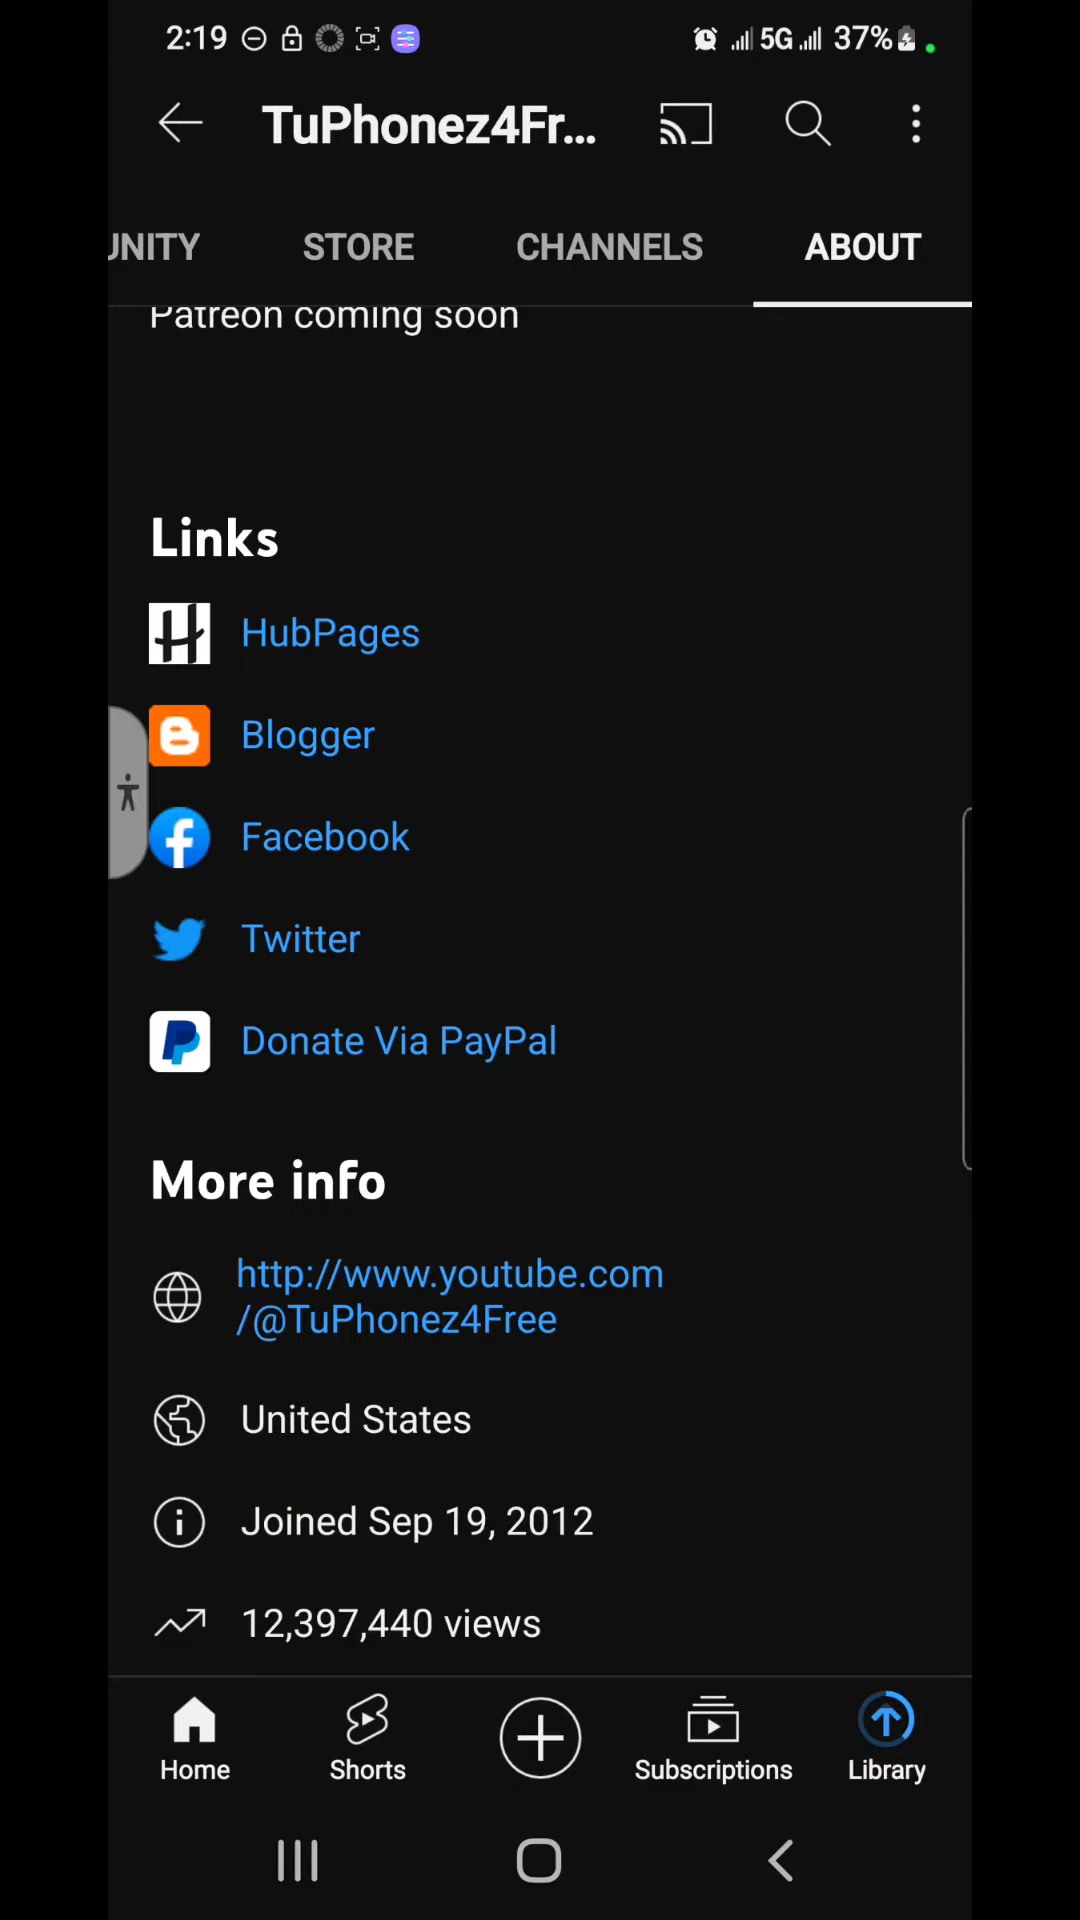 2:19 5G 37%
TuPhonez4Fr...
UNITY STORE CHANNELS ABOUT
Patreon coming soon
Links
HubPages
Blogger
Facebook
Twitter
Donate Via PayPal
More info
http://www.youtube.com
/@TuPhonez4Free
United States
Joined Sep 19, 2012
12,397,440 views
Home Shorts Subscriptions Library